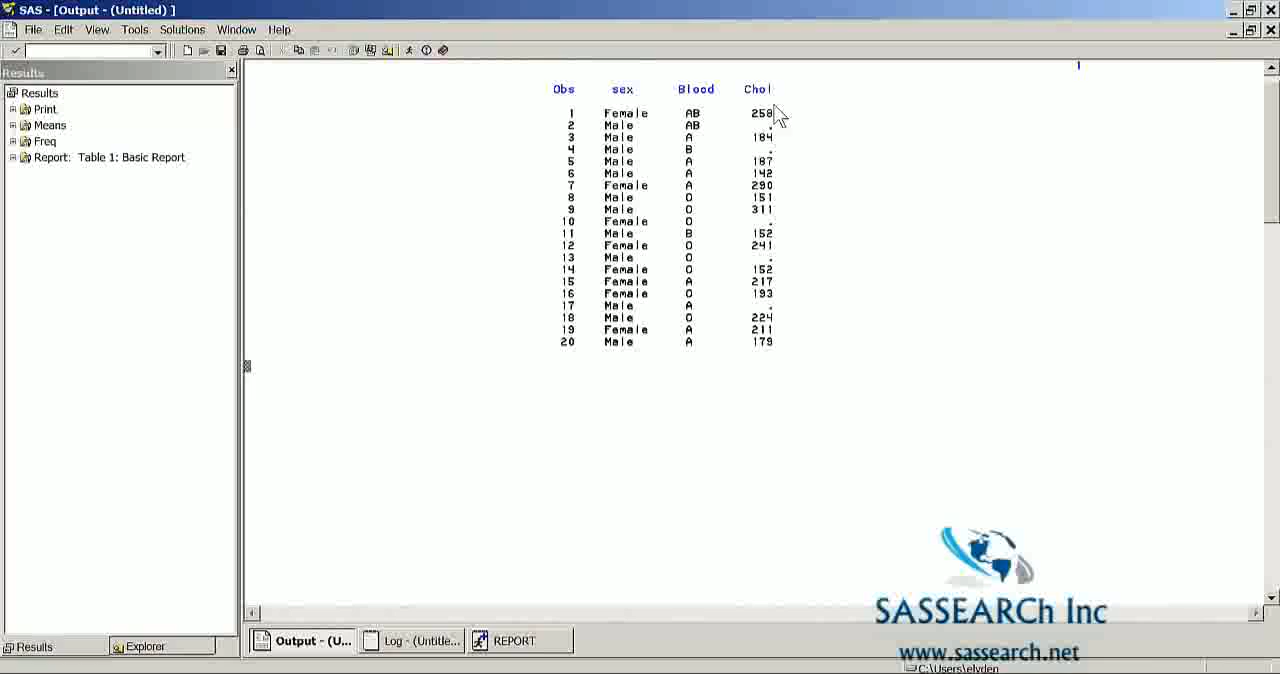 SAS - [Output - (Untitled) ]
File Edit View Tools Solutions Window Help
Results
Results
Print
Means
Freq
Report: Table 1: Basic Report
1
Obs sex Blood Chol
1 Female AB 258
2 Male AB .
3 Male A 184
4 Male B .
5 Male A 187
6 Male A 142
7 Female A 290
8 Male O 151
9 Male O 311
10 Female O .
11 Male B 152
12 Female O 241
13 Male O .
14 Female O 152
15 Female A 217
16 Female O 193
17 Male A .
18 Male O 224
19 Female A 211
20 Male A 179
SASSEARCh Inc
www.sassearch.net
Results Explorer
Output - (U... Log - (Untitle... REPORT
C:\Users\elyden